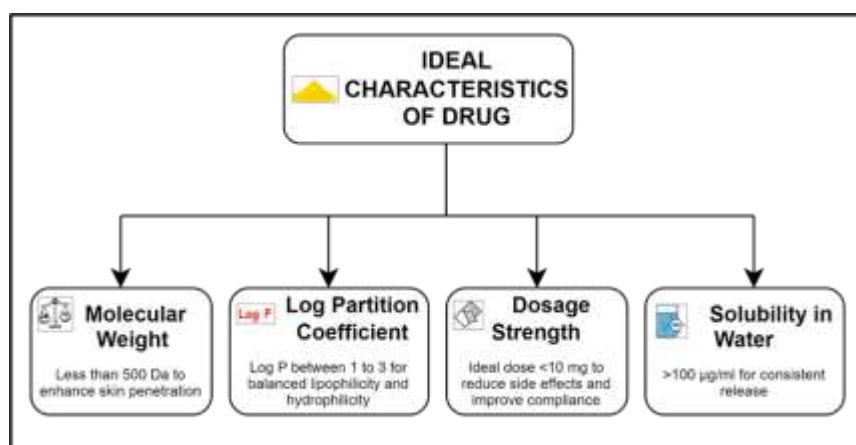 IDEAL
CHARACTERISTICS
OF DRUG
Molecular
Weight
Less than 500 Da to
enhance skin penetration
Log P
Log Partition
Coefficient
Log P between 1 to 3 for
balanced lipophilicity and
hydrophilicity
Dosage
Strength
Ideal dose <10 mg to
reduce side effects and
improve compliance
Solubility in
Water
>100 μg/ml for consistent
release